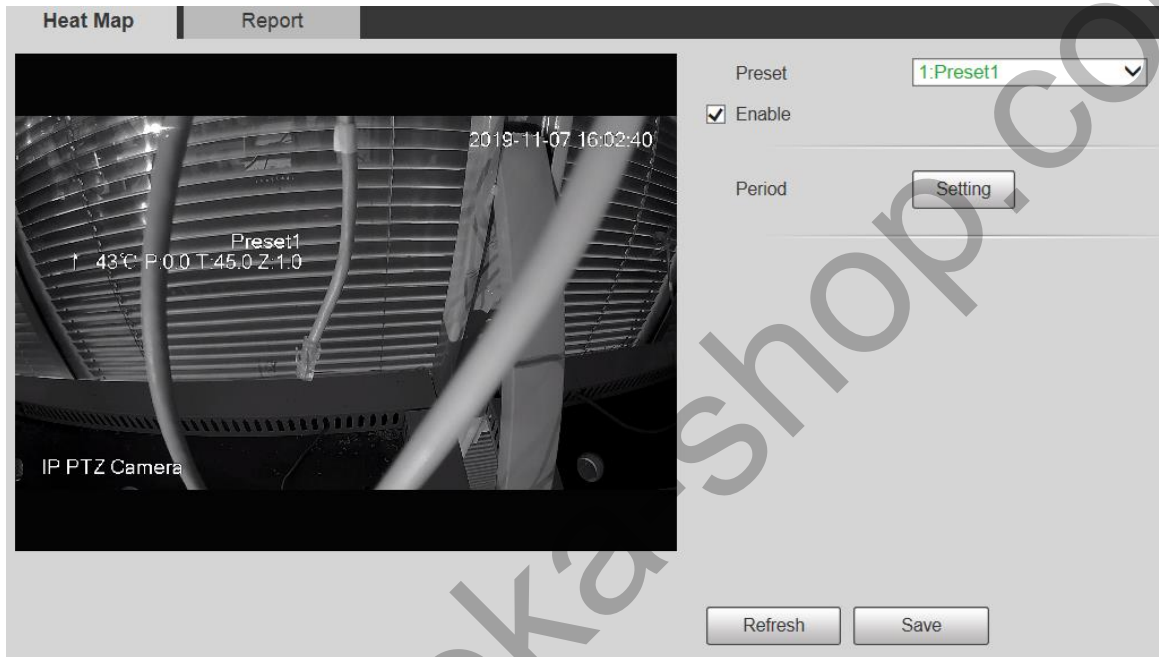 Heat Map
Report
Preset
1:Preset1
Enable
Period
Setting
2019-11-07 16:02:40
Preset1
↑ 43℃ P:0.0 T:45.0 Z:1.0
IP PTZ Camera
Refresh
Save